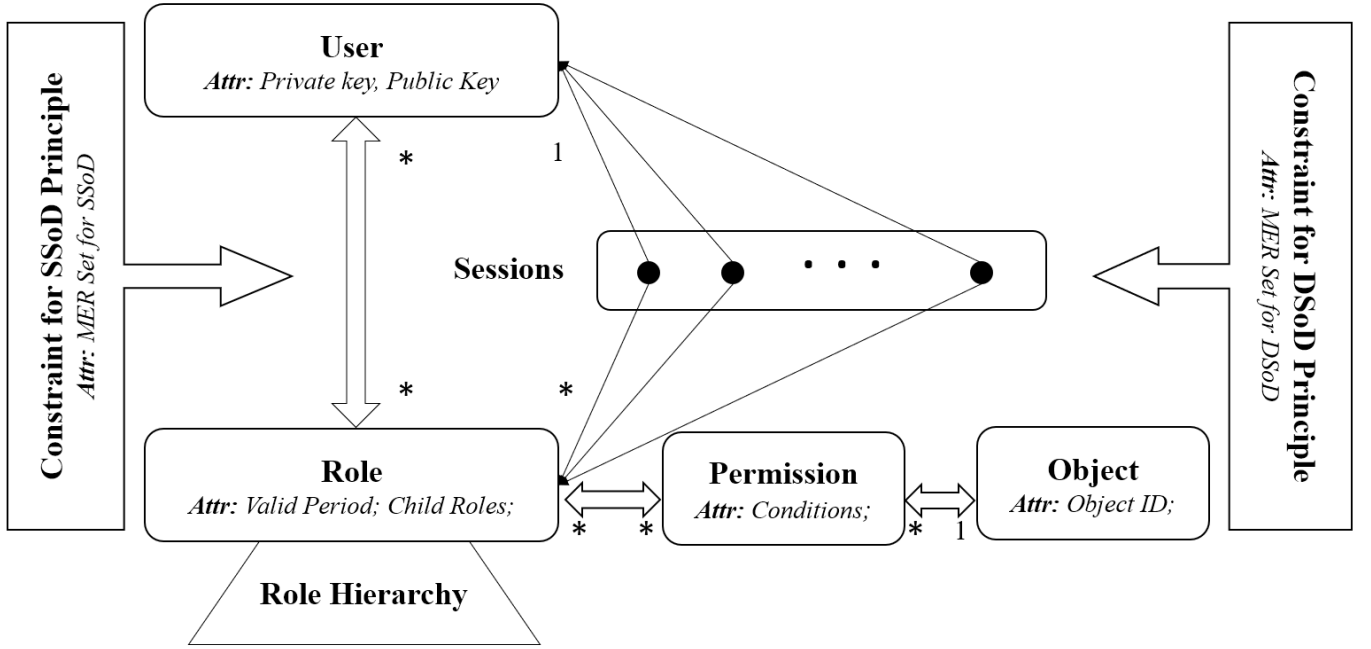 Constraint for SSoD Principle
Attr: MER Set for SSoD
User
Attr: Private key, Public Key
*
1
Sessions
. . .
*
*
Role
Attr: Valid Period; Child Roles;
*
*
Permission
Attr: Conditions;
*
1
Object
Attr: Object ID;
Role Hierarchy
Constraint for DSoD Principle
Attr: MER Set for DSoD